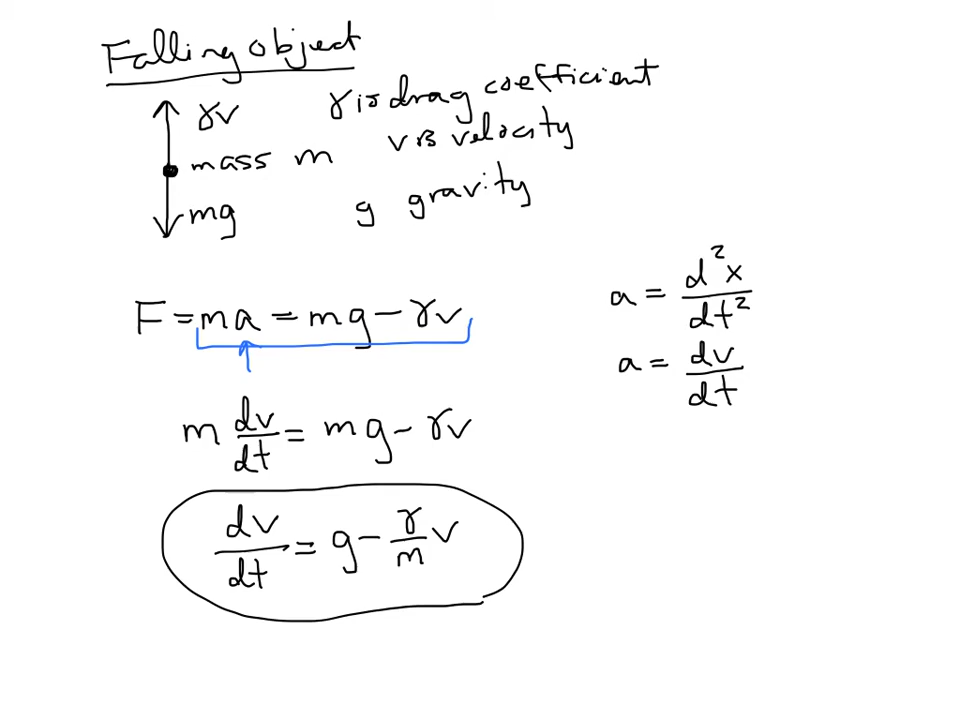 Falling object
γv γ is drag coefficient
mass m v is velocity
mg g gravity
a = d²x/dt²
F = ma = mg - γv
a = dv/dt
m dv/dt = mg - γv
dv/dt = g - γ/m v